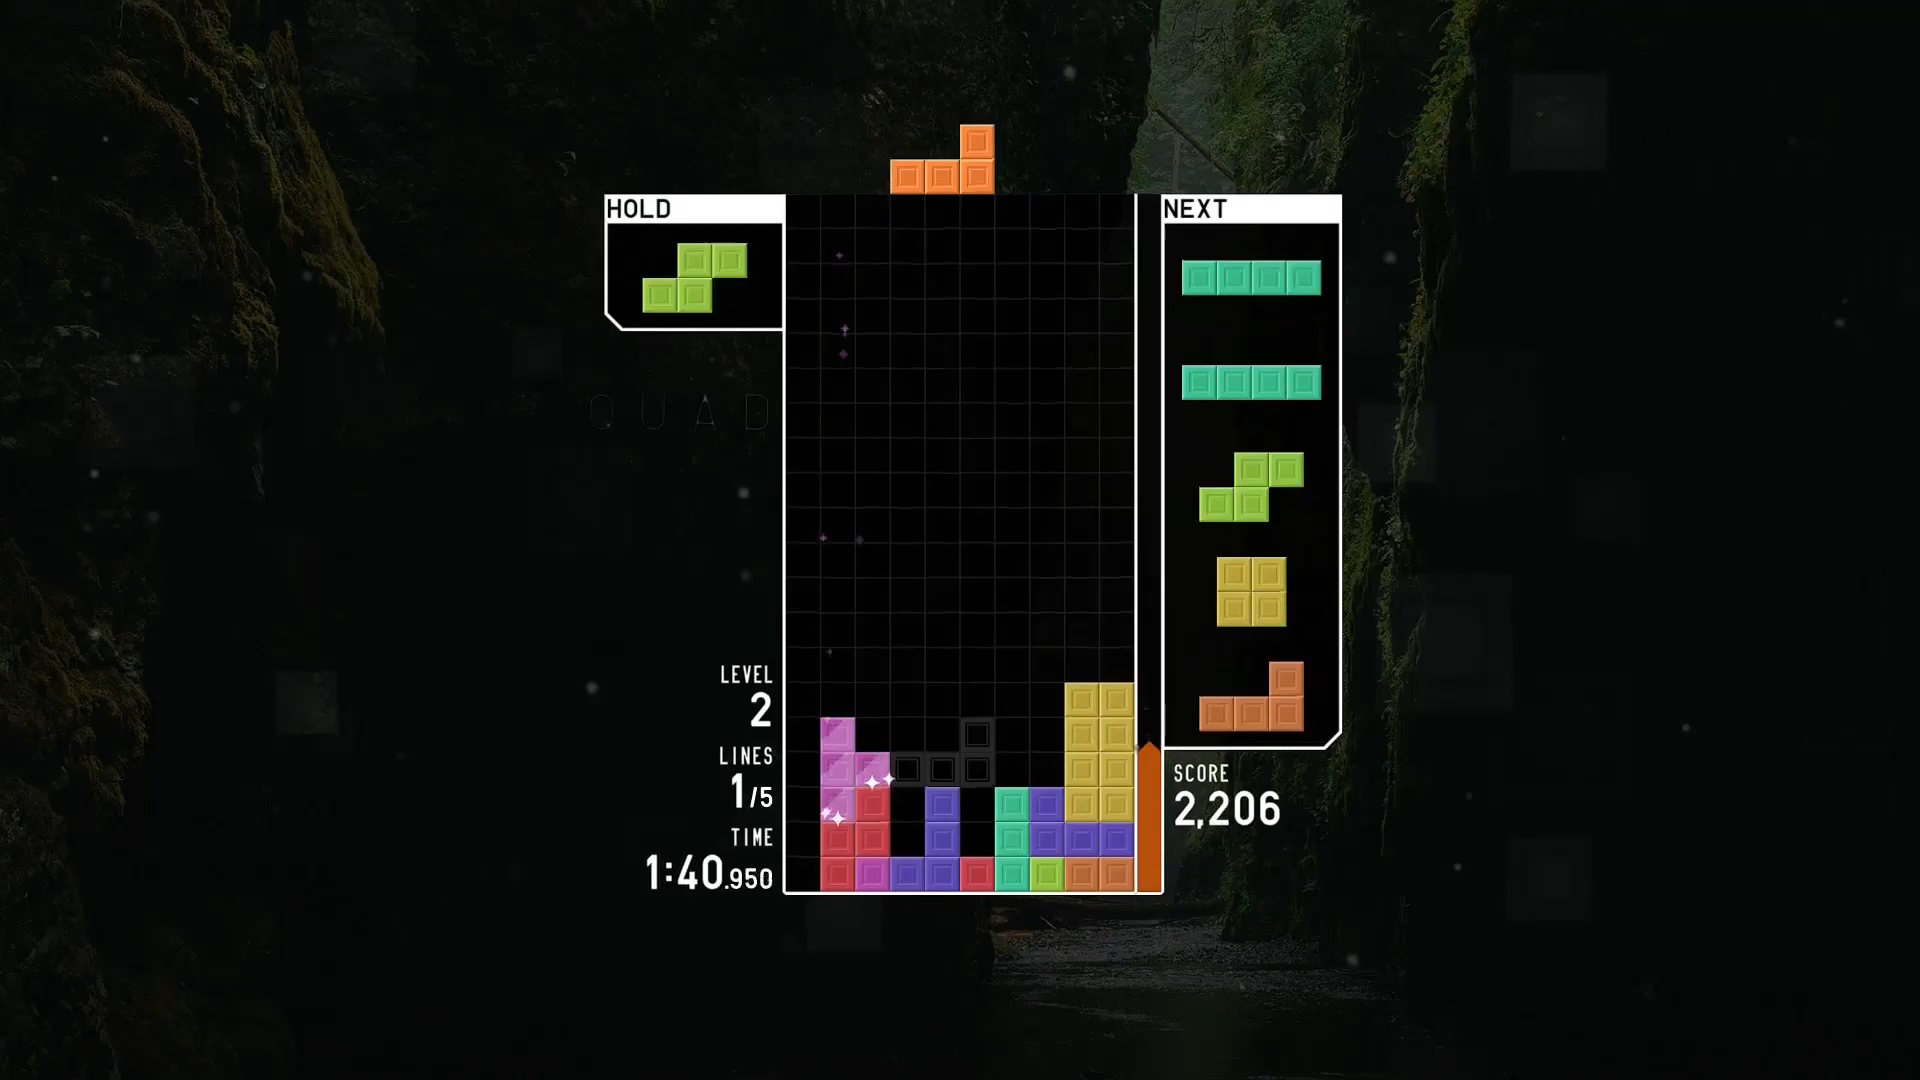 HOLD
NEXT
QUAD
LEVEL
2
LINES
1/5
TIME
1:40.950
SCORE
2,206